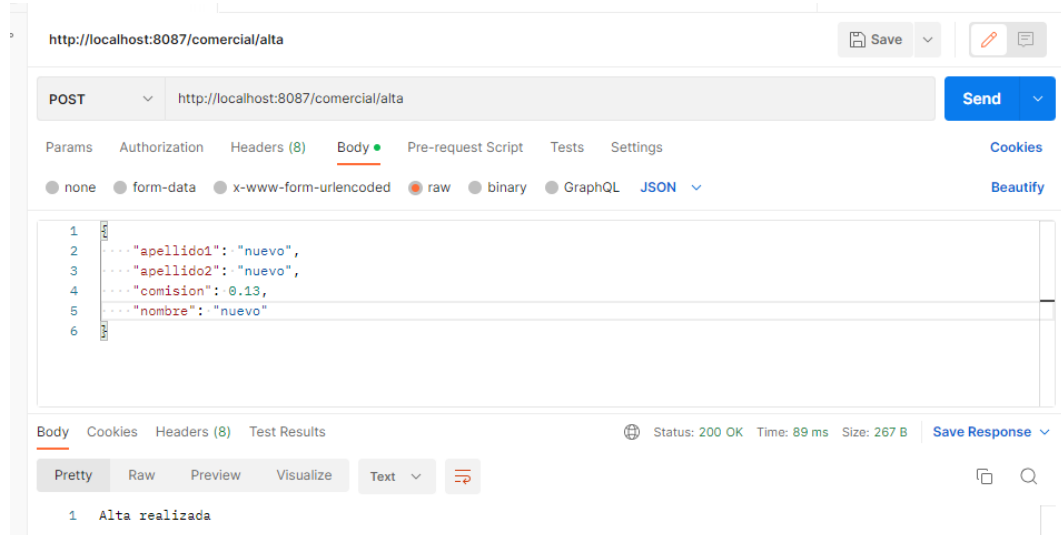 http://localhost:8087/comercial/alta Save
POST http://localhost:8087/comercial/alta Send
Params Authorization Headers (8) Body Pre-request Script Tests Settings Cookies
none form-data x-www-form-urlencoded raw binary GraphQL JSON Beautify
1 {
2 "apellido1": "nuevo",
3 "apellido2": "nuevo",
4 "comision": 0.13,
5 "nombre": "nuevo"
6 }
Body Cookies Headers (8) Test Results Status: 200 OK Time: 89 ms Size: 267 B Save Response
Pretty Raw Preview Visualize Text
1 Alta realizada